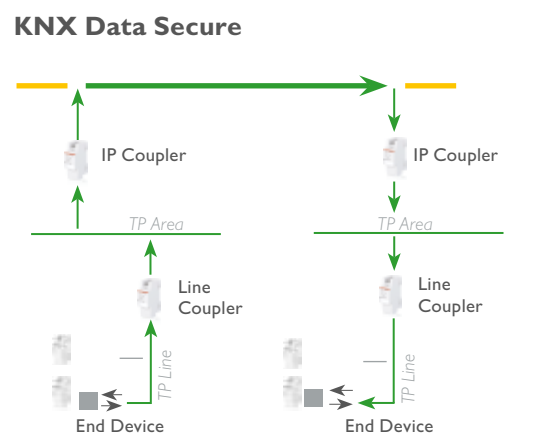 KNX Data Secure
IP Coupler
IP Coupler
TP Area
TP Area
Line
Coupler
Line
Coupler
TP Line
TP Line
End Device
End Device